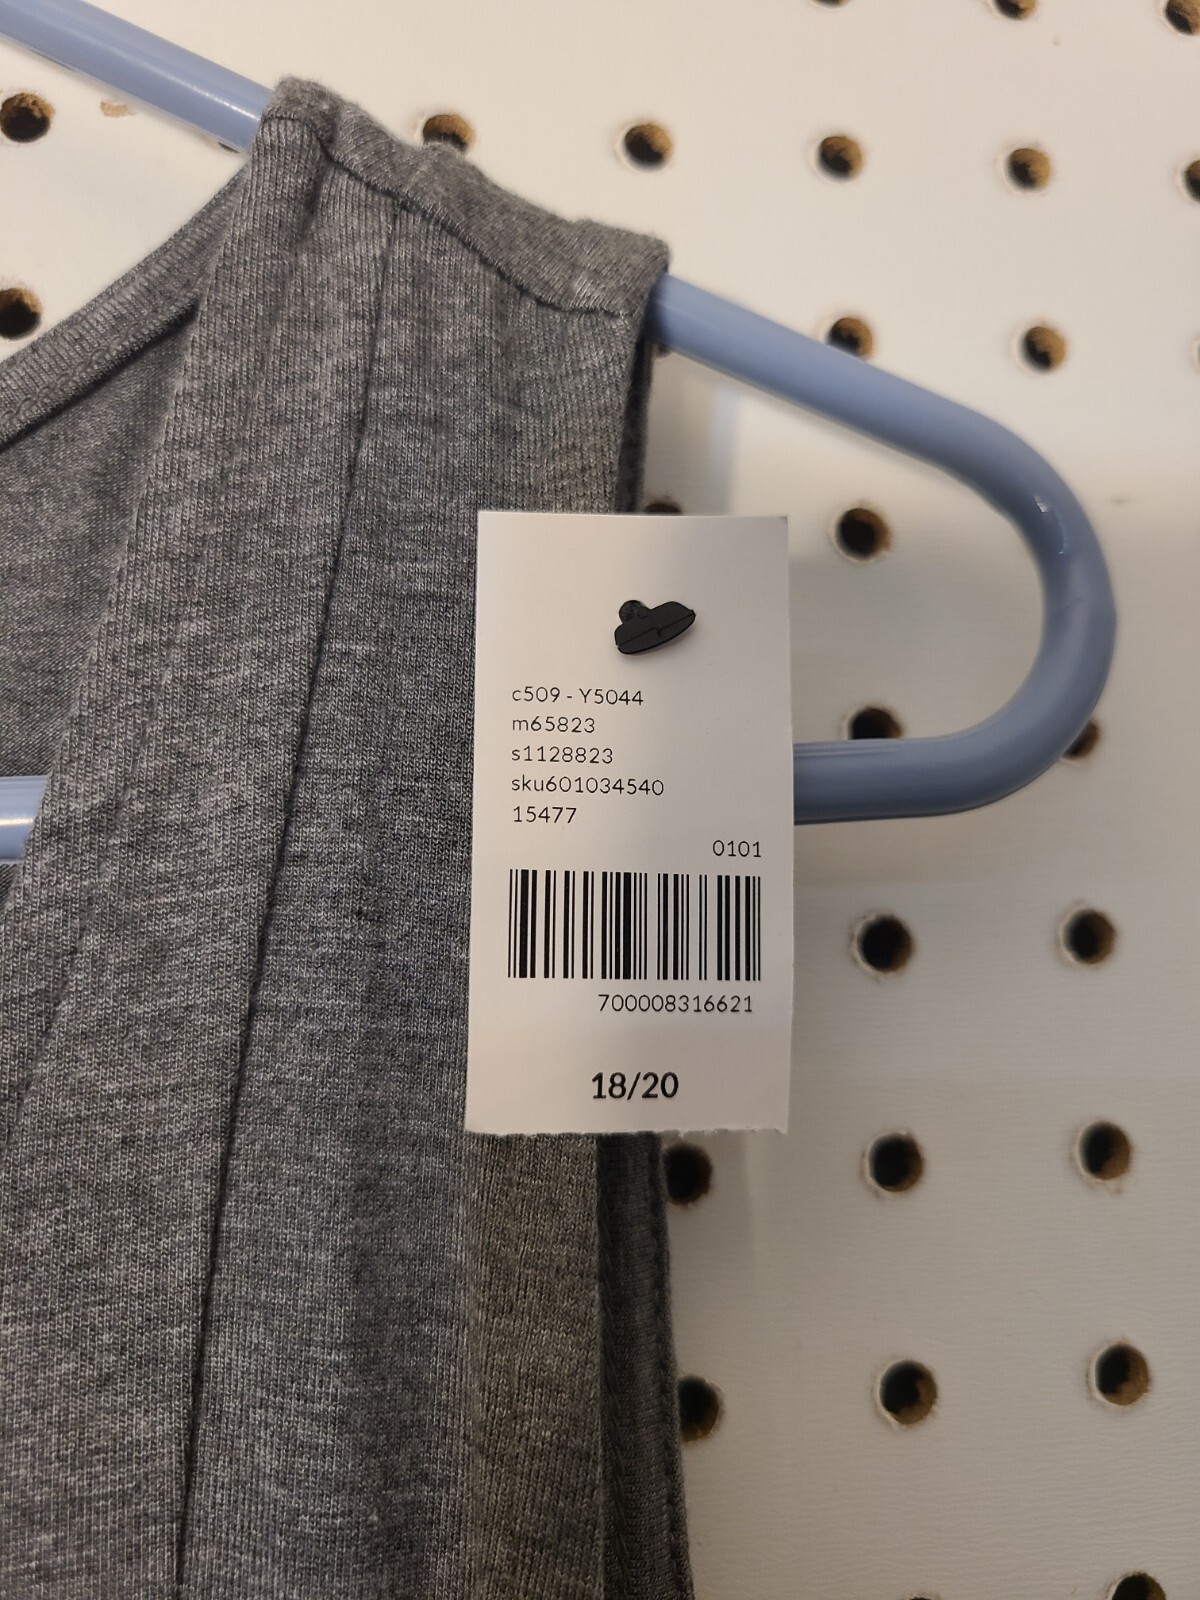 c509 - Y5044
m65823
s1128823
sku601034540
15477
0101
700008316621
18/20